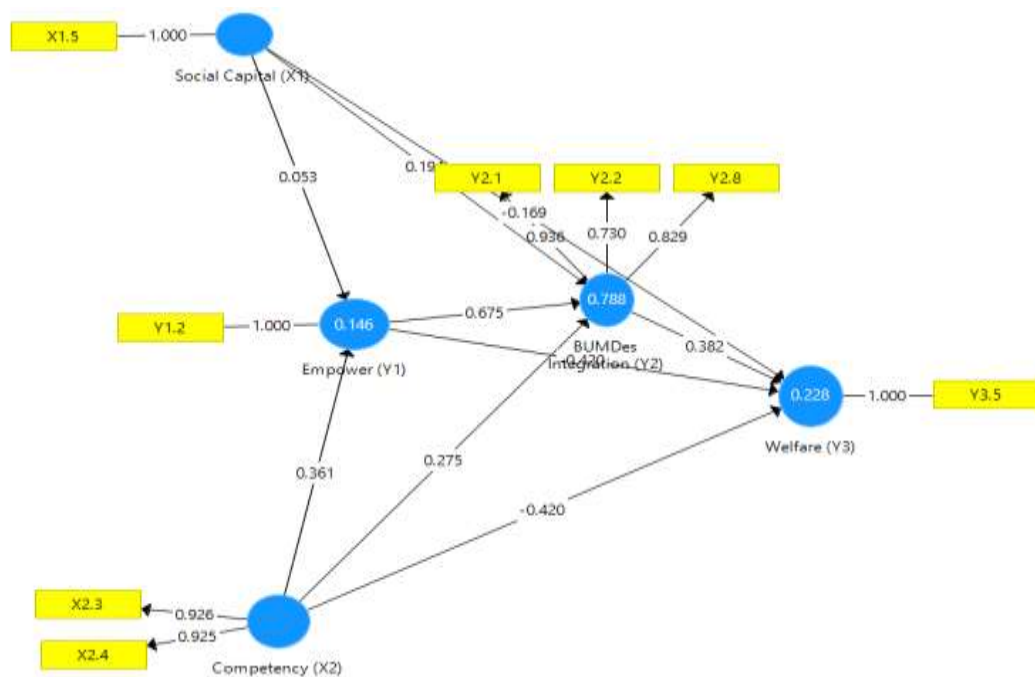 X1.5
1.000
Social Capital (X1)
0.053
Y2.1
Y2.2
Y2.8
-0.169
0.936
0.730
0.829
Y1.2
1.000
0.146
Empower (Y1)
0.675
0.788
BUMDes
Integration (Y2)
-0.420
0.382
0.228
1.000
Y3.5
Welfare (Y3)
0.361
0.275
-0.420
X2.3
0.926
X2.4
0.925
Competency (X2)